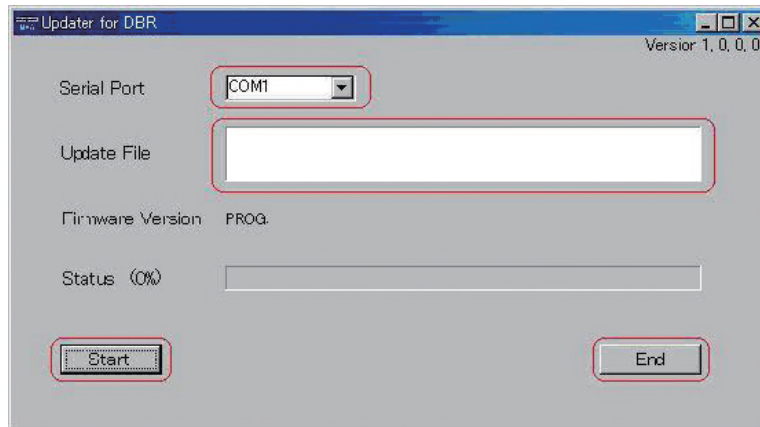 Updater for DBR
Version 1, 0, 0, 0
Serial Port
COM1
Update File
Firmware Version PROG.
Status (0%)
Start
End